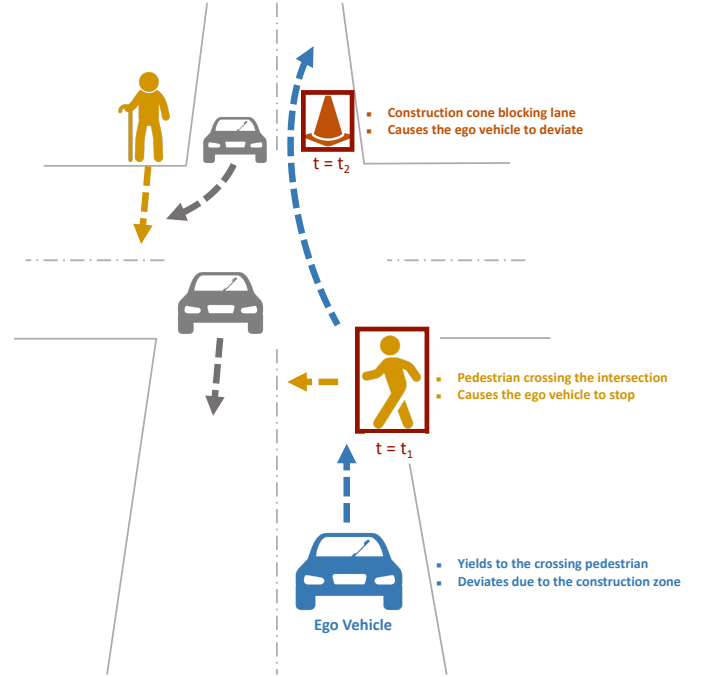 ▪ Construction cone blocking lane
▪ Causes the ego vehicle to deviate
t = t₂
▪ Pedestrian crossing the intersection
▪ Causes the ego vehicle to stop
t = t₁
▪ Yields to the crossing pedestrian
▪ Deviates due to the construction zone
Ego Vehicle